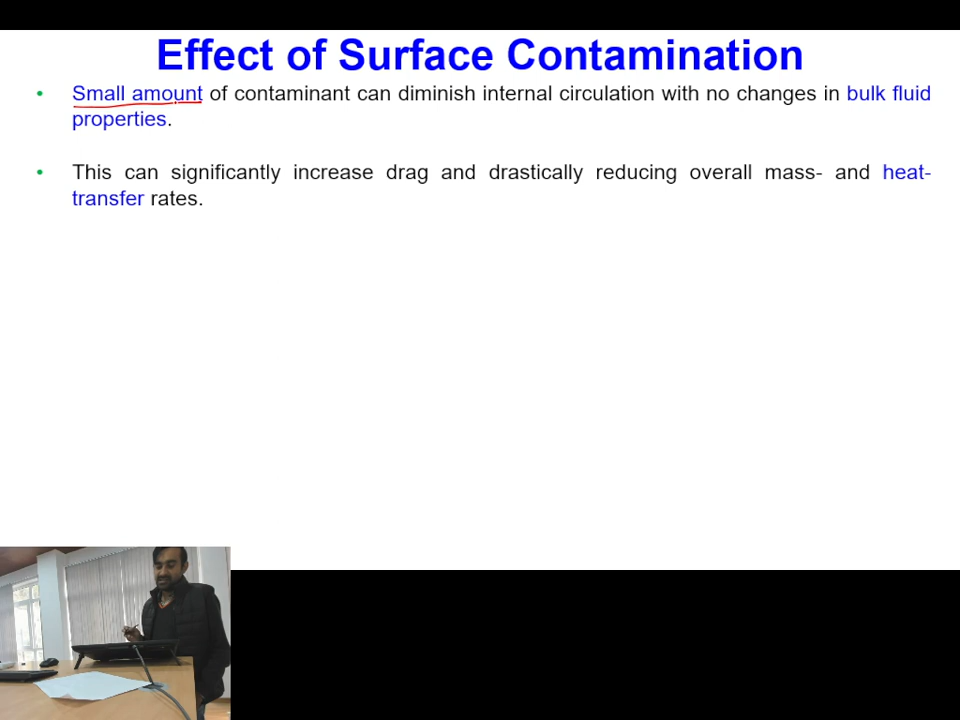 Effect of Surface Contamination
• Small amount of contaminant can diminish internal circulation with no changes in bulk fluid
properties.
• This can significantly increase drag and drastically reducing overall mass- and heat-
transfer rates.